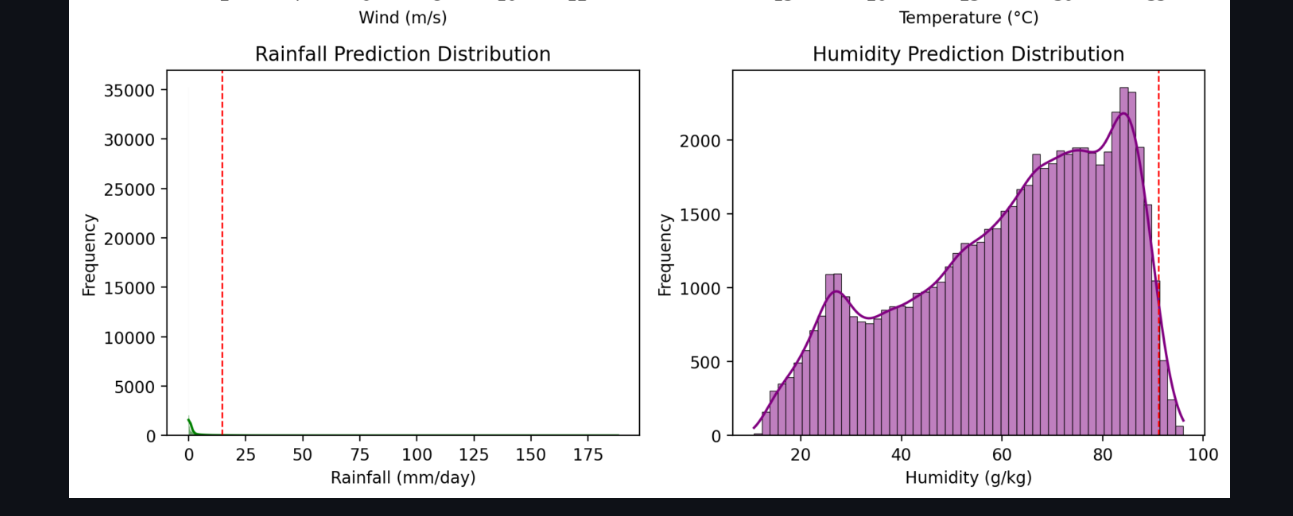 Wind (m/s)
Temperature (°C)
Rainfall Prediction Distribution
Frequency
35000
30000
25000
20000
15000
10000
5000
0
0 25 50 75 100 125 150 175
Rainfall (mm/day)
Humidity Prediction Distribution
Frequency
2000
1500
1000
500
0
20 40 60 80 100
Humidity (g/kg)